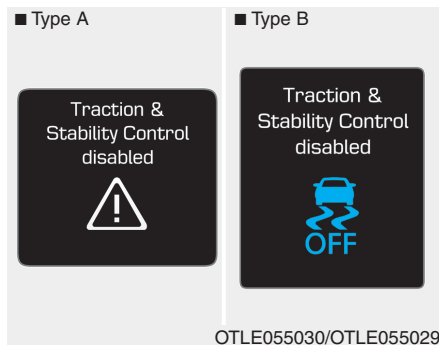 ■ Type A
Traction &
Stability Control
disabled
■ Type B
Traction &
Stability Control
disabled
OFF
OTLE055030/OTLE055029